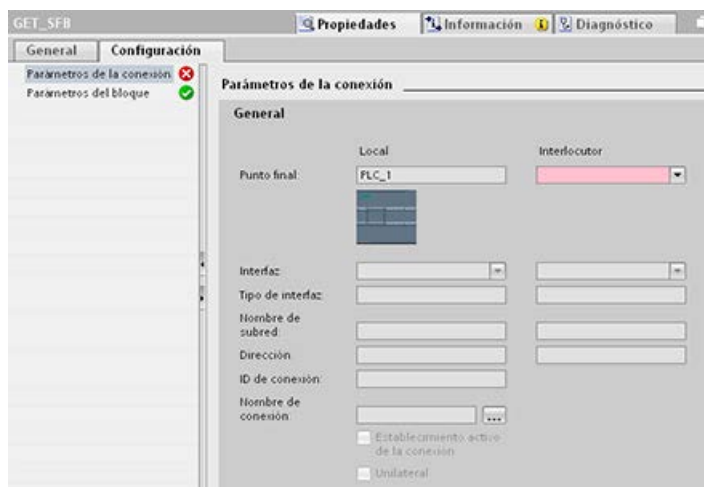 GET_SFB Propiedades Información Diagnóstico
General Configuración
Parámetros de la conexión
Parámetros del bloque
Parámetros de la conexión
General
Local Interlocutor
Punto final: PLC_1
Interfaz:
Tipo de interfaz:
Nombre de
subred:
Dirección:
ID de conexión:
Nombre de
conexión: ...
Establecimiento activo
de la conexión
Unilateral